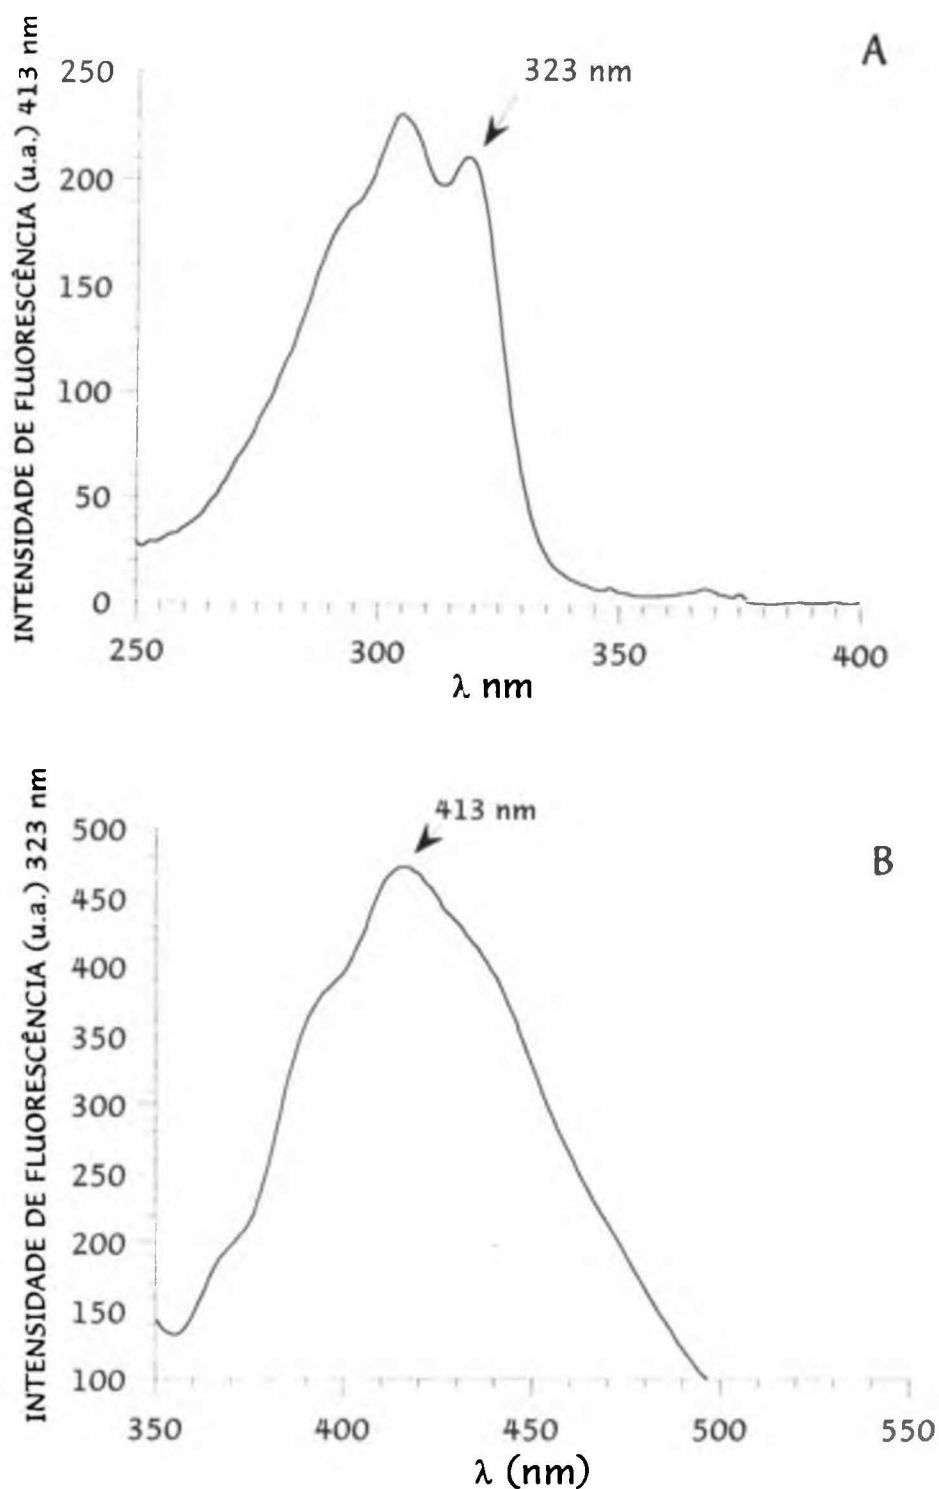 INTENSIDADE DE FLUORESCÊNCIA (u.a.) 413 nm
A
323 nm
250
200
150
100
50
0
250 300 350 400
λ nm
INTENSIDADE DE FLUORESCÊNCIA (u.a.) 323 nm
413 nm
B
500
450
400
350
300
250
200
150
100
350 400 450 500 550
λ (nm)